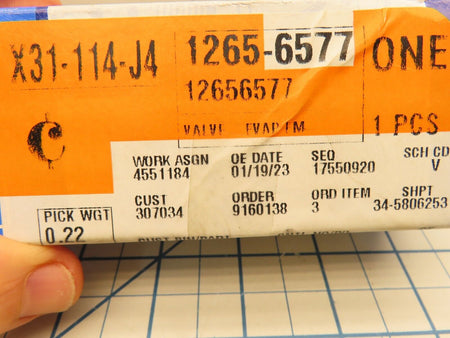 X31-114-J4 1265-6577 ONE
12656577
VALVE EVAP EM 1 PCS
₵
WORK ASGN OE DATE SEQ SCH CD
4551184 01/19/23 17550920 V
CUST ORDER ORD ITEM SHPT
307034 9160138 3 34-5806253
PICK WGT
0.22